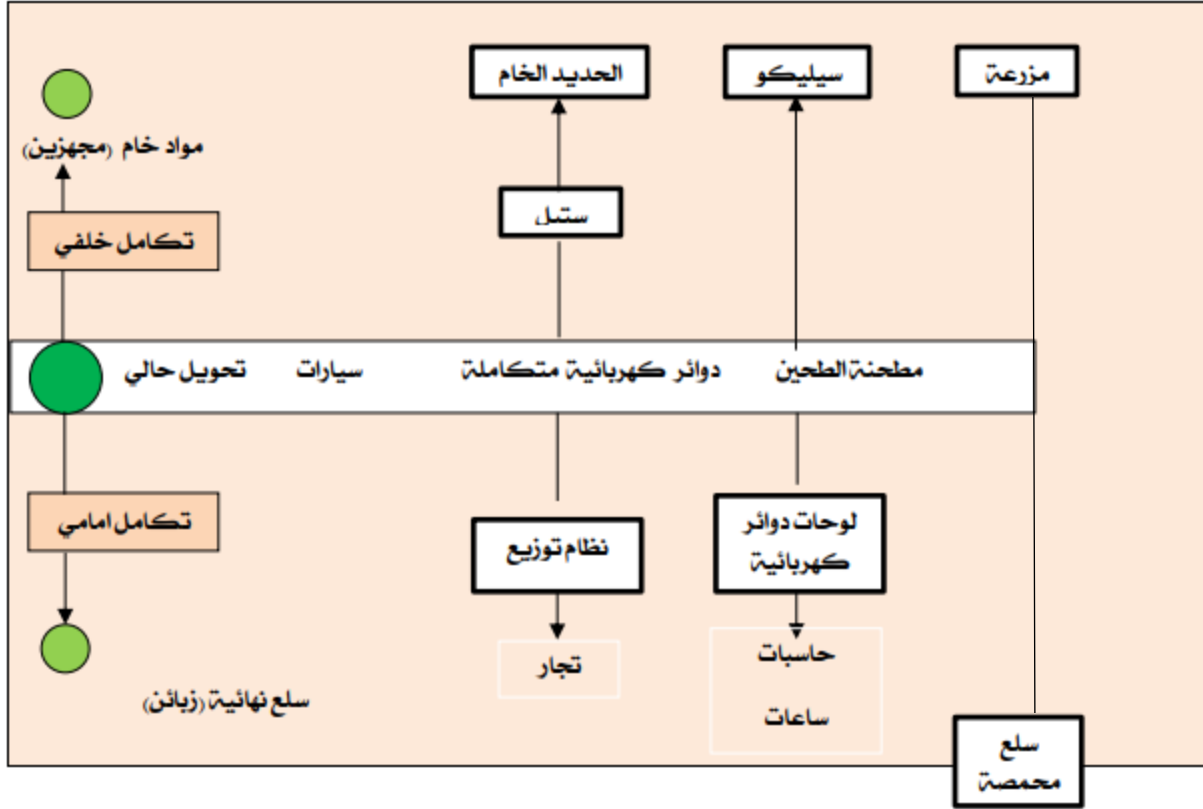 مزرعة
سيليكو
الحديد الخام
مواد خام (مجهزين)
ستيل
تكامل خلفي
مطحنة الطحين
دوائر كهربائية متكاملة
سيارات
تحويل حالي
لوحات دوائر
كهربائية
نظام توزيع
تكامل امامي
حاسبات
ساعات
تجار
سلع نهائية (زبائن)
سلع
محمصة